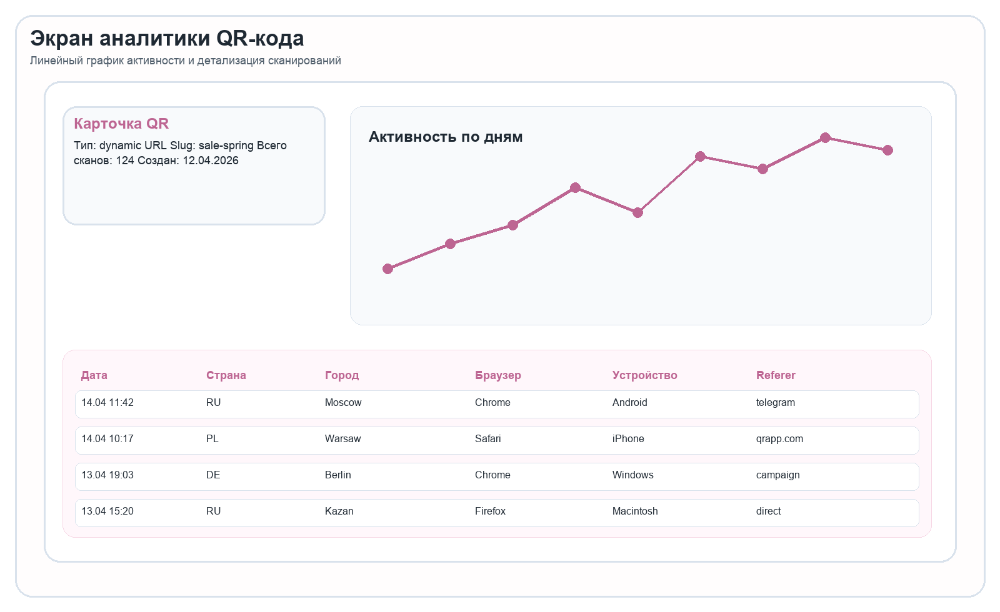 Экран аналитики QR-кода
Линейный график активности и детализация сканирований
Карточка QR
Тип: dynamic URL Slug: sale-spring Всего
сканов: 124 Создан: 12.04.2026
Активность по дням
Дата Страна Город Браузер Устройство Referer
14.04 11:42 RU Moscow Chrome Android telegram
14.04 10:17 PL Warsaw Safari iPhone qrapp.com
13.04 19:03 DE Berlin Chrome Windows campaign
13.04 15:20 RU Kazan Firefox Macintosh direct